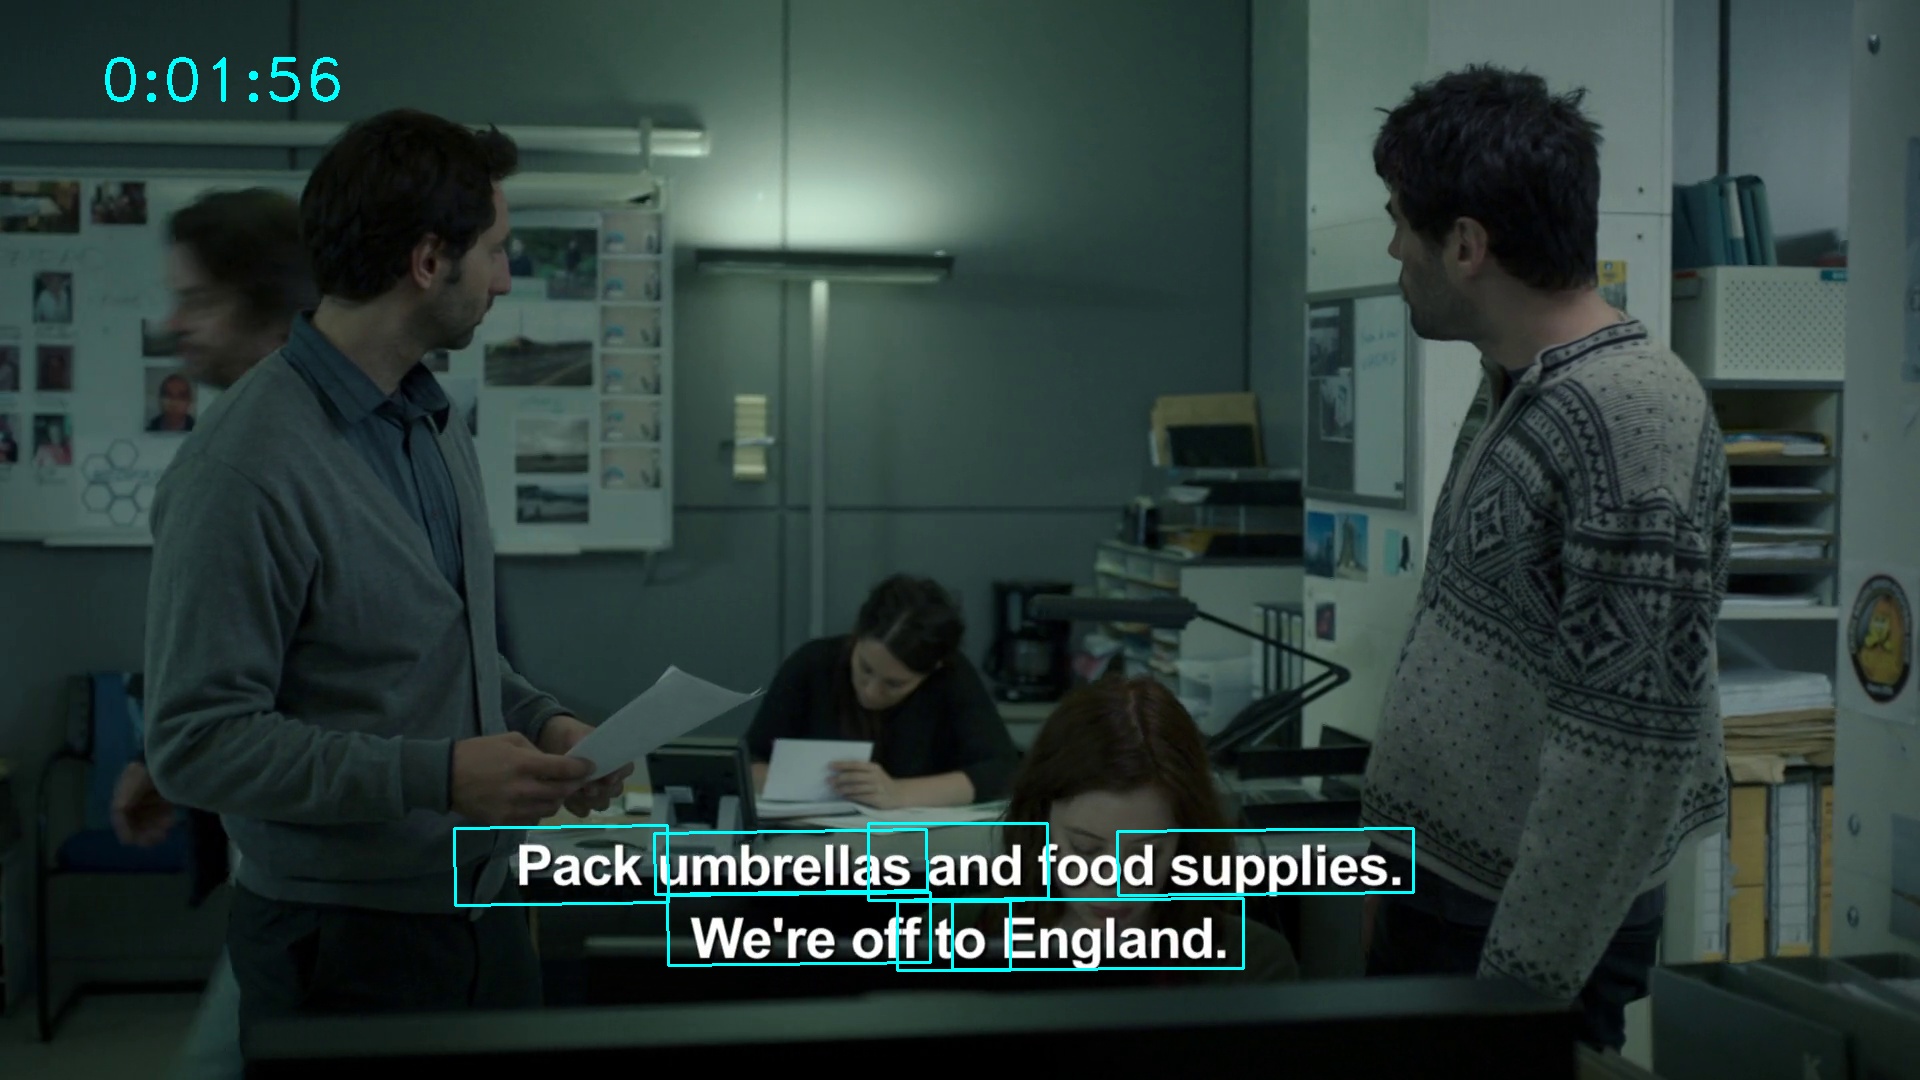 0:01:56
Pack umbrellas and food supplies.
We're off to England.